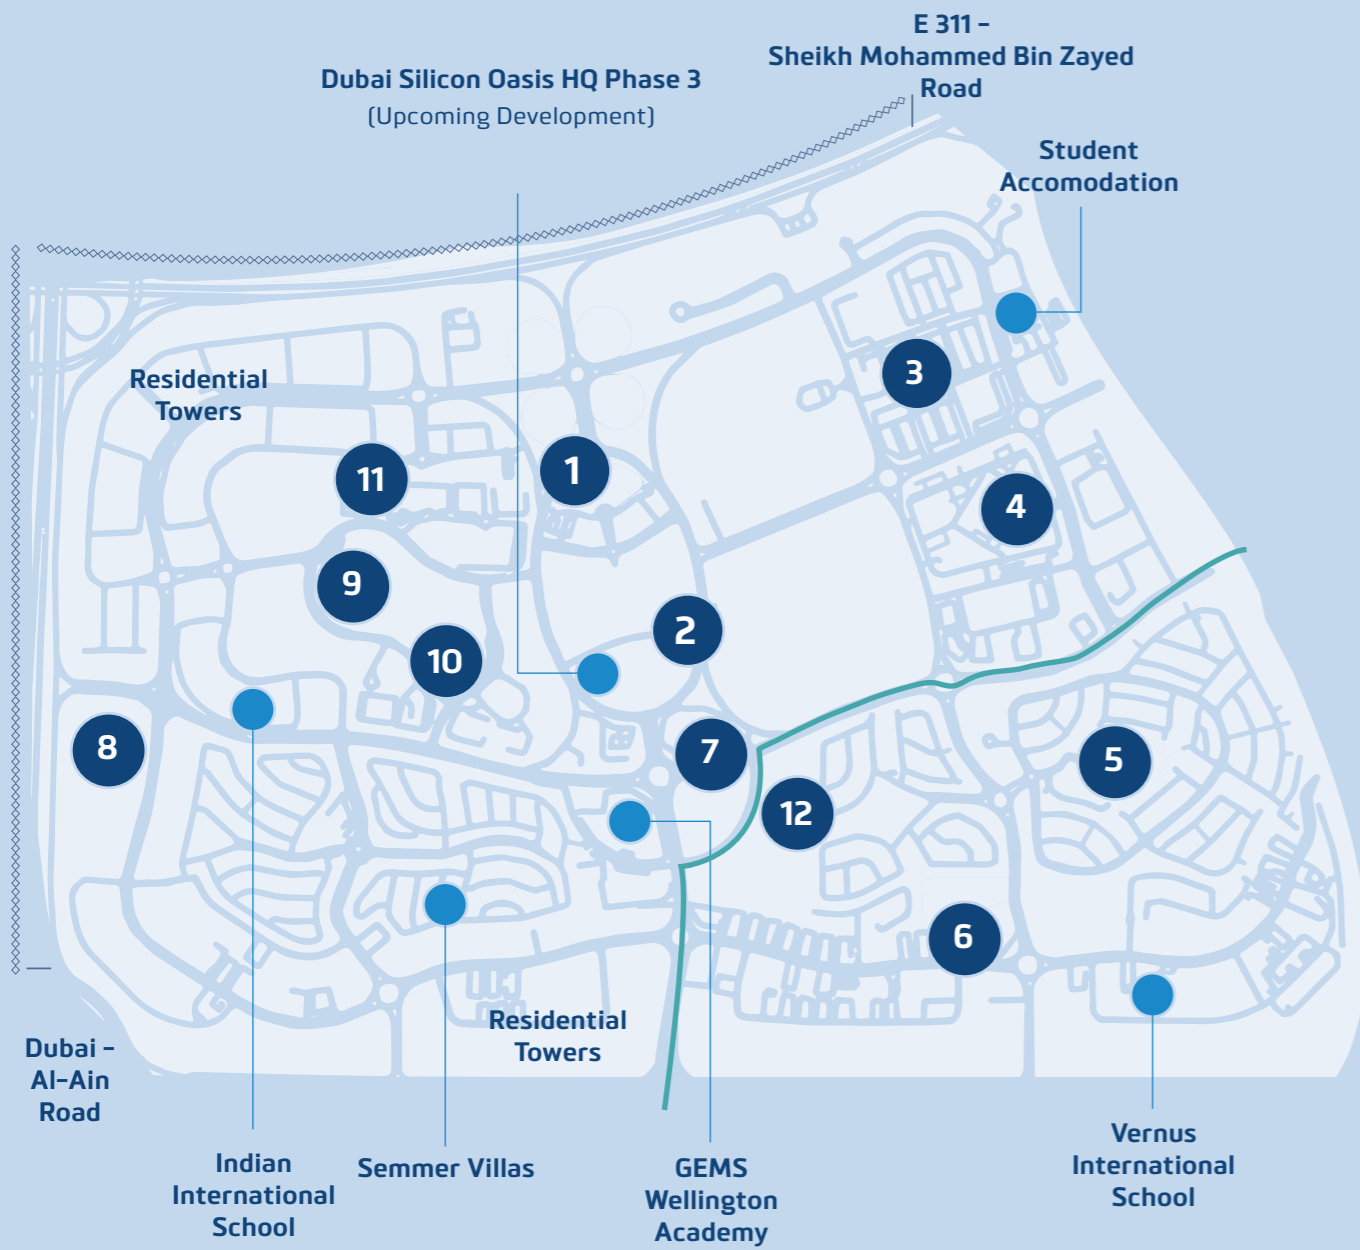 E 311 -
Sheikh Mohammed Bin Zayed
Road
Dubai Silicon Oasis HQ Phase 3
(Upcoming Development)
Student
Accomodation
3
Residential
Towers
11
1
4
9
2
10
8
7
5
12
6
Residential
Towers
Dubai -
Al-Ain
Road
Indian
International
School
Semmer Villas
GEMS
Wellington
Academy
Vernus
International
School